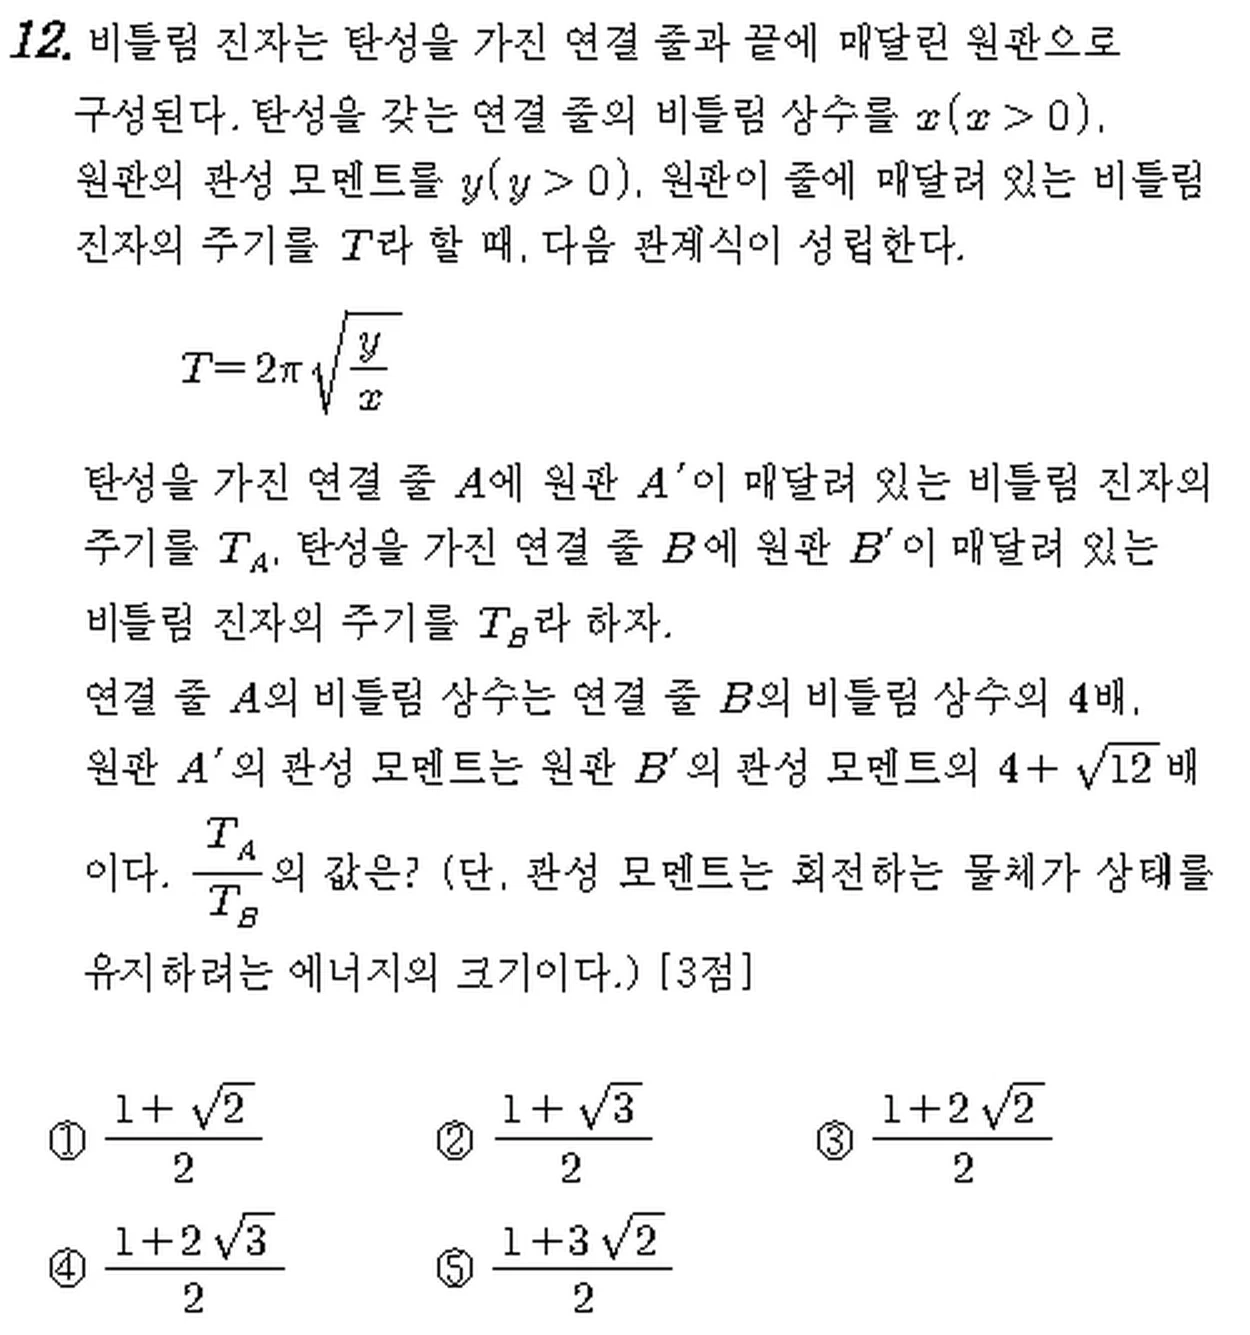 12. 비틀림 진자는 탄성을 가진 연결 줄과 끝에 매달린 원판으로
구성된다. 탄성을 갖는 연결 줄의 비틀림 상수를 x(x > 0),
원판의 관성 모멘트를 y(y > 0), 원판이 줄에 매달려 있는 비틀림
진자의 주기를 T라 할 때, 다음 관계식이 성립한다.
T=2π√(y/x)
탄성을 가진 연결 줄 A에 원판 A′이 매달려 있는 비틀림 진자의
주기를 T_A, 탄성을 가진 연결 줄 B에 원판 B′이 매달려 있는
비틀림 진자의 주기를 T_B라 하자.
연결 줄 A의 비틀림 상수는 연결 줄 B의 비틀림 상수의 4배,
원판 A′의 관성 모멘트는 원판 B′의 관성 모멘트의 4+√12배
이다. T_A/T_B의 값은? (단, 관성 모멘트는 회전하는 물체가 상태를
유지하려는 에너지의 크기이다.) [3점]
① (1+√2)/2 ② (1+√3)/2 ③ (1+2√2)/2
④ (1+2√3)/2 ⑤ (1+3√2)/2